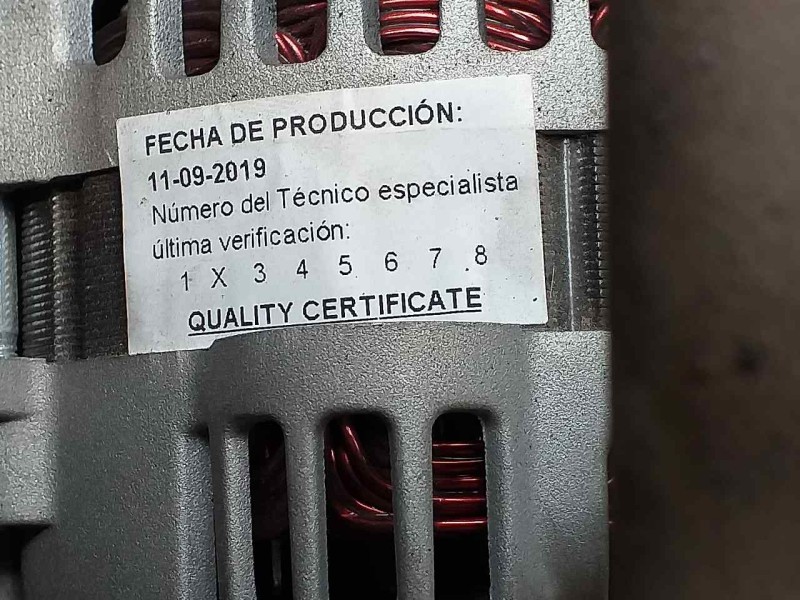 FECHA DE PRODUCCIÓN:
11-09-2019
Número del Técnico especialista
última verificación:
1 X 3 4 5 6 7 .8
QUALITY CERTIFICATE